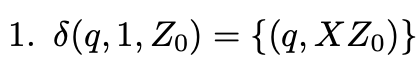 1. δ(q, 1, Z₀) = {(q, XZ₀)}